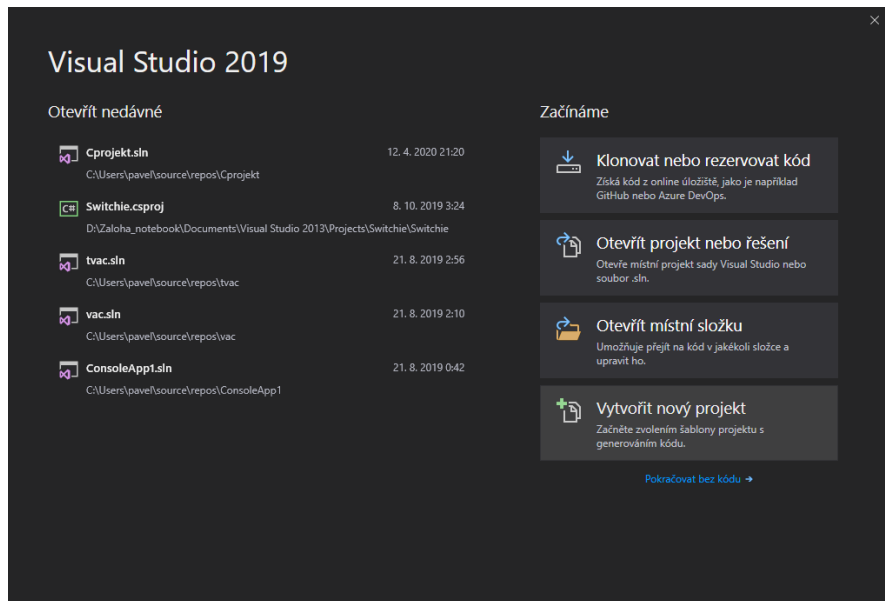 Visual Studio 2019
Otevřít nedávné
Cprojekt.sln 12. 4. 2020 21:20
C:\Users\pavel\source\repos\Cprojekt
C# Switchie.csproj 8. 10. 2019 3:24
D:\Zaloha_notebook\Documents\Visual Studio 2013\Projects\Switchie\Switchie
tvac.sln 21. 8. 2019 2:56
C:\Users\pavel\source\repos\tvac
vac.sln 21. 8. 2019 2:10
C:\Users\pavel\source\repos\vac
ConsoleApp1.sln 21. 8. 2019 0:42
C:\Users\pavel\source\repos\ConsoleApp1
Začínáme
Klonovat nebo rezervovat kód
Získá kód z online úložiště, jako je například
GitHub nebo Azure DevOps.
Otevřít projekt nebo řešení
Otevře místní projekt sady Visual Studio nebo
soubor .sln.
Otevřít místní složku
Umožňuje přejít na kód v jakékoli složce a
upravit ho.
Vytvořit nový projekt
Začněte zvolením šablony projektu s
generováním kódu.
Pokračovat bez kódu →